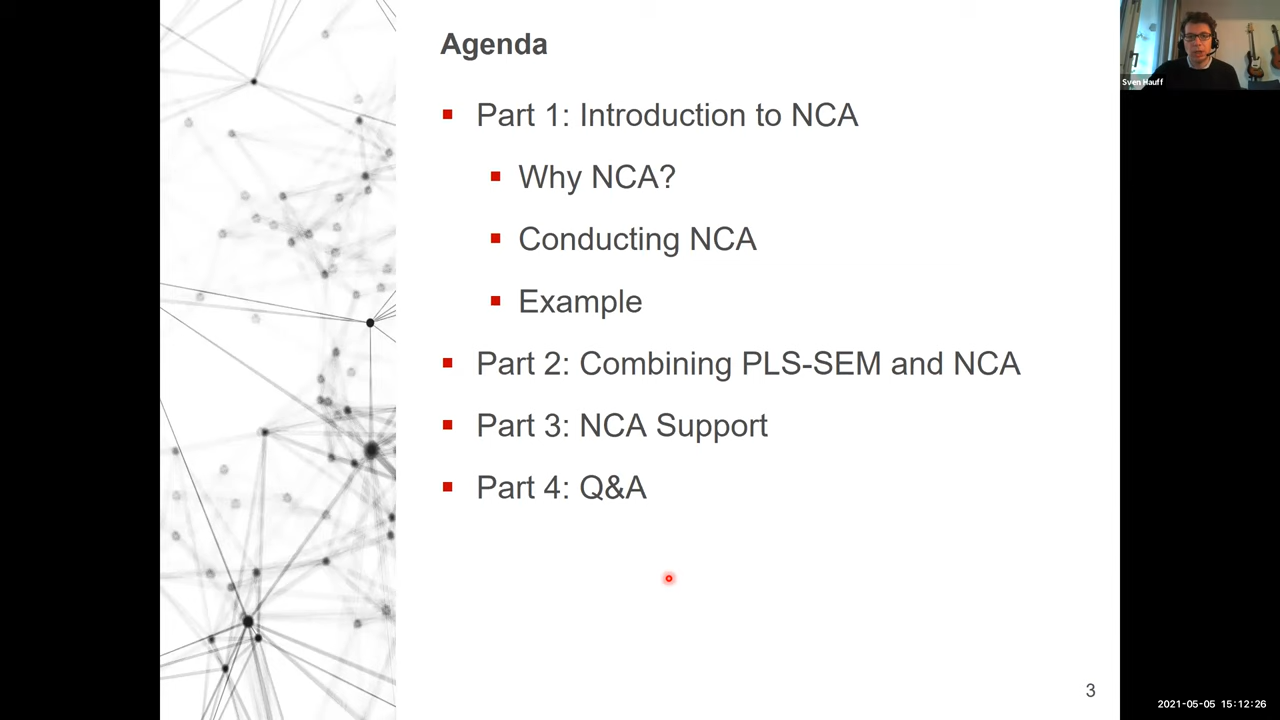 Agenda
Part 1: Introduction to NCA
Why NCA?
Conducting NCA
Example
Part 2: Combining PLS-SEM and NCA
Part 3: NCA Support
Part 4: Q&A
3
Sven Hauff
2021-05-05 15:12:26